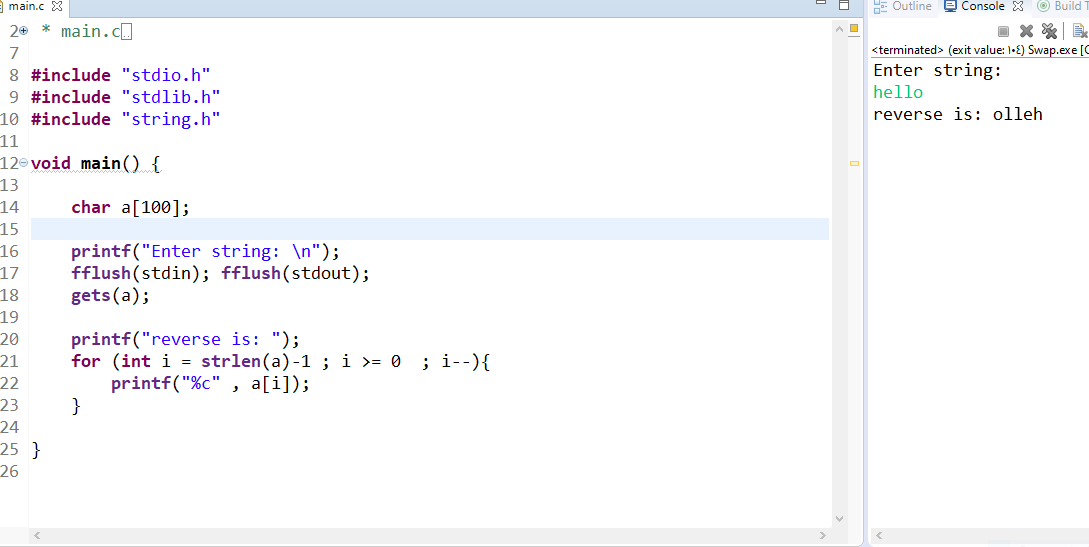 main.c
2 * main.c
7
8 #include "stdio.h"
9 #include "stdlib.h"
10 #include "string.h"
11
12 void main() {
13
14     char a[100];
15
16     printf("Enter string: \n");
17     fflush(stdin); fflush(stdout);
18     gets(a);
19
20     printf("reverse is: ");
21     for (int i = strlen(a)-1 ; i >= 0  ; i--){
22         printf("%c" , a[i]);
23     }
24
25 }
26
Outline Console Build T
<terminated> (exit value: ١٠٤) Swap.exe [C
Enter string:
hello
reverse is: olleh